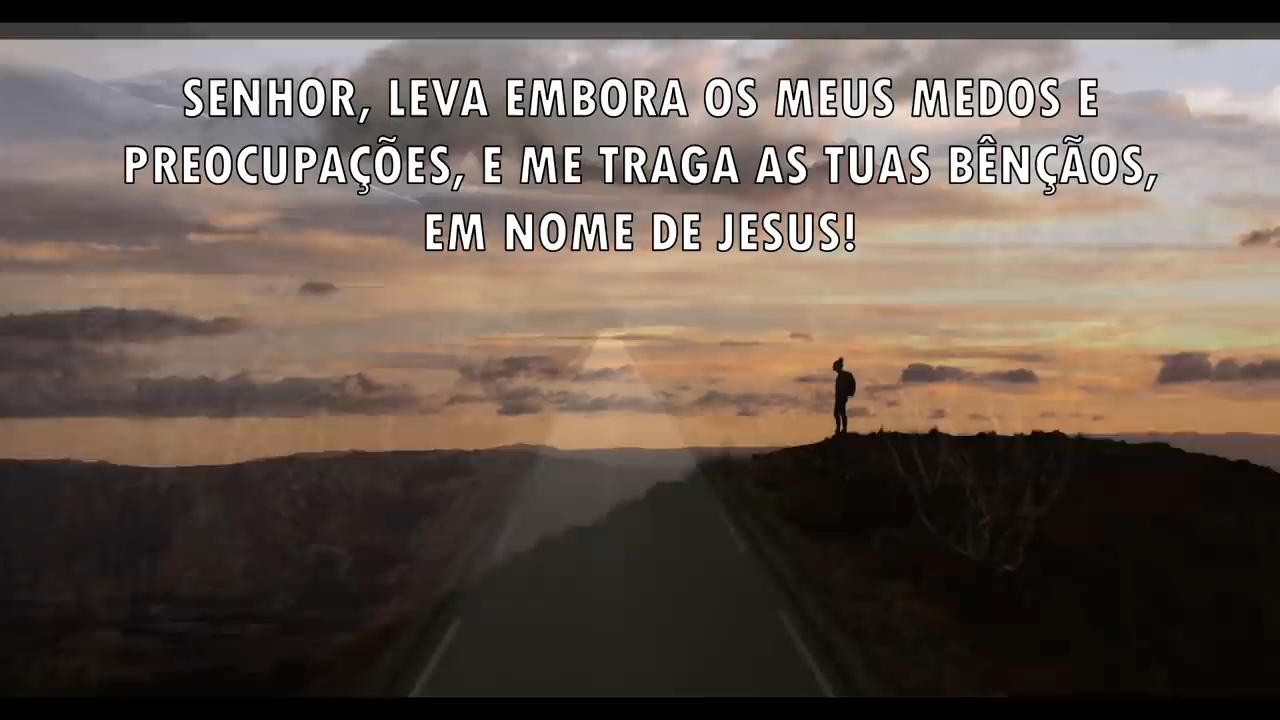 SENHOR, LEVA EMBORA OS MEUS MEDOS E
PREOCUPAÇÕES, E ME TRAGA AS TUAS BÊNÇÃOS,
EM NOME DE JESUS!